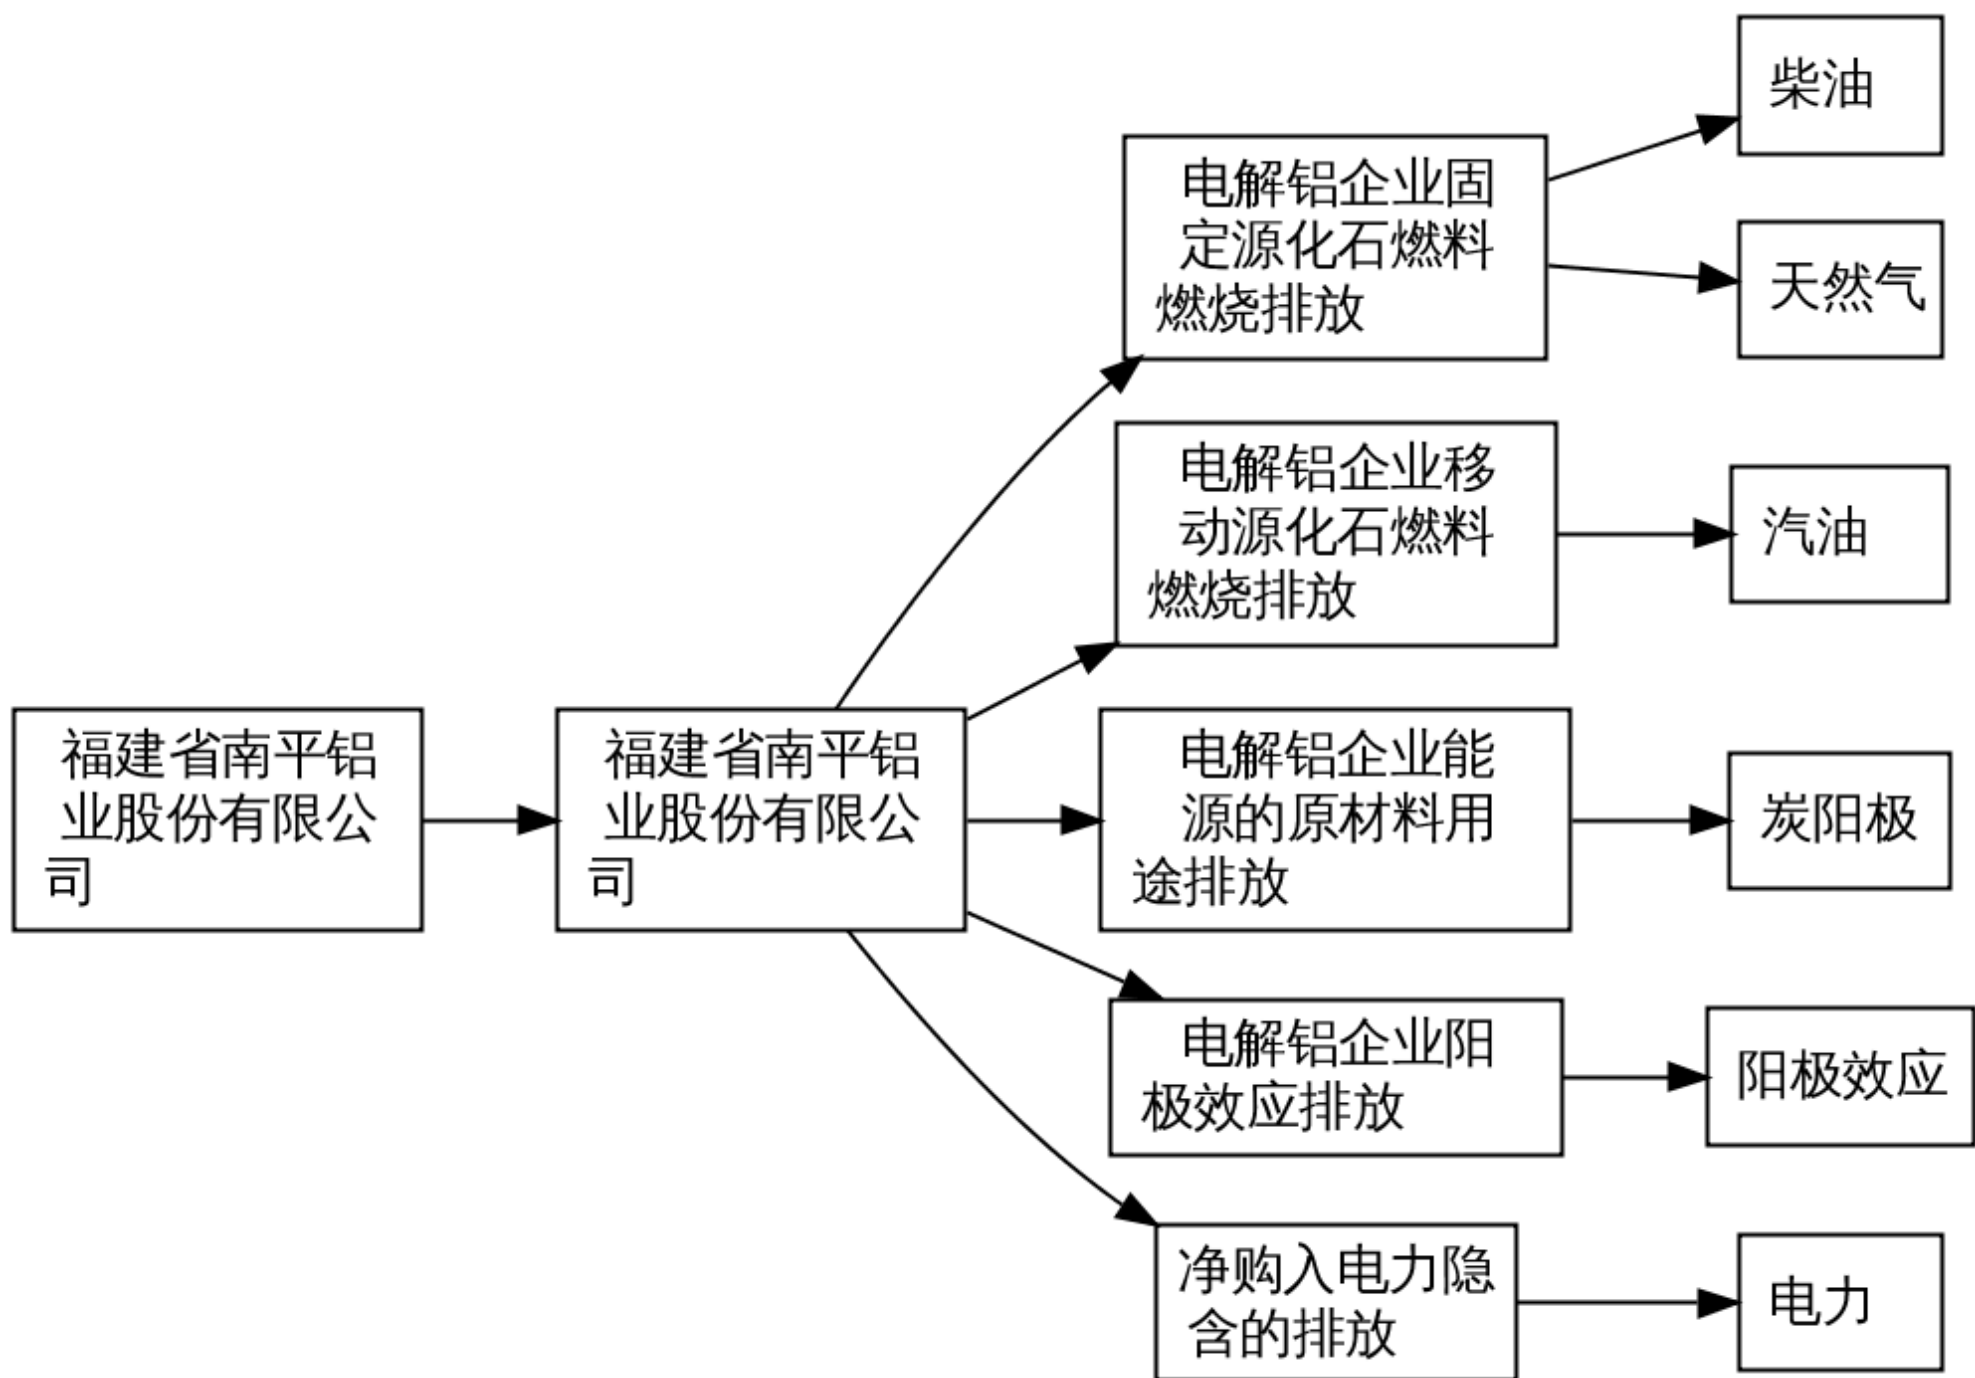 福建省南平铝
业股份有限公
司
福建省南平铝
业股份有限公
司
电解铝企业固
定源化石燃料
燃烧排放
柴油
天然气
电解铝企业移
动源化石燃料
燃烧排放
汽油
电解铝企业能
源的原材料用
途排放
炭阳极
电解铝企业阳
极效应排放
阳极效应
净购入电力隐
含的排放
电力